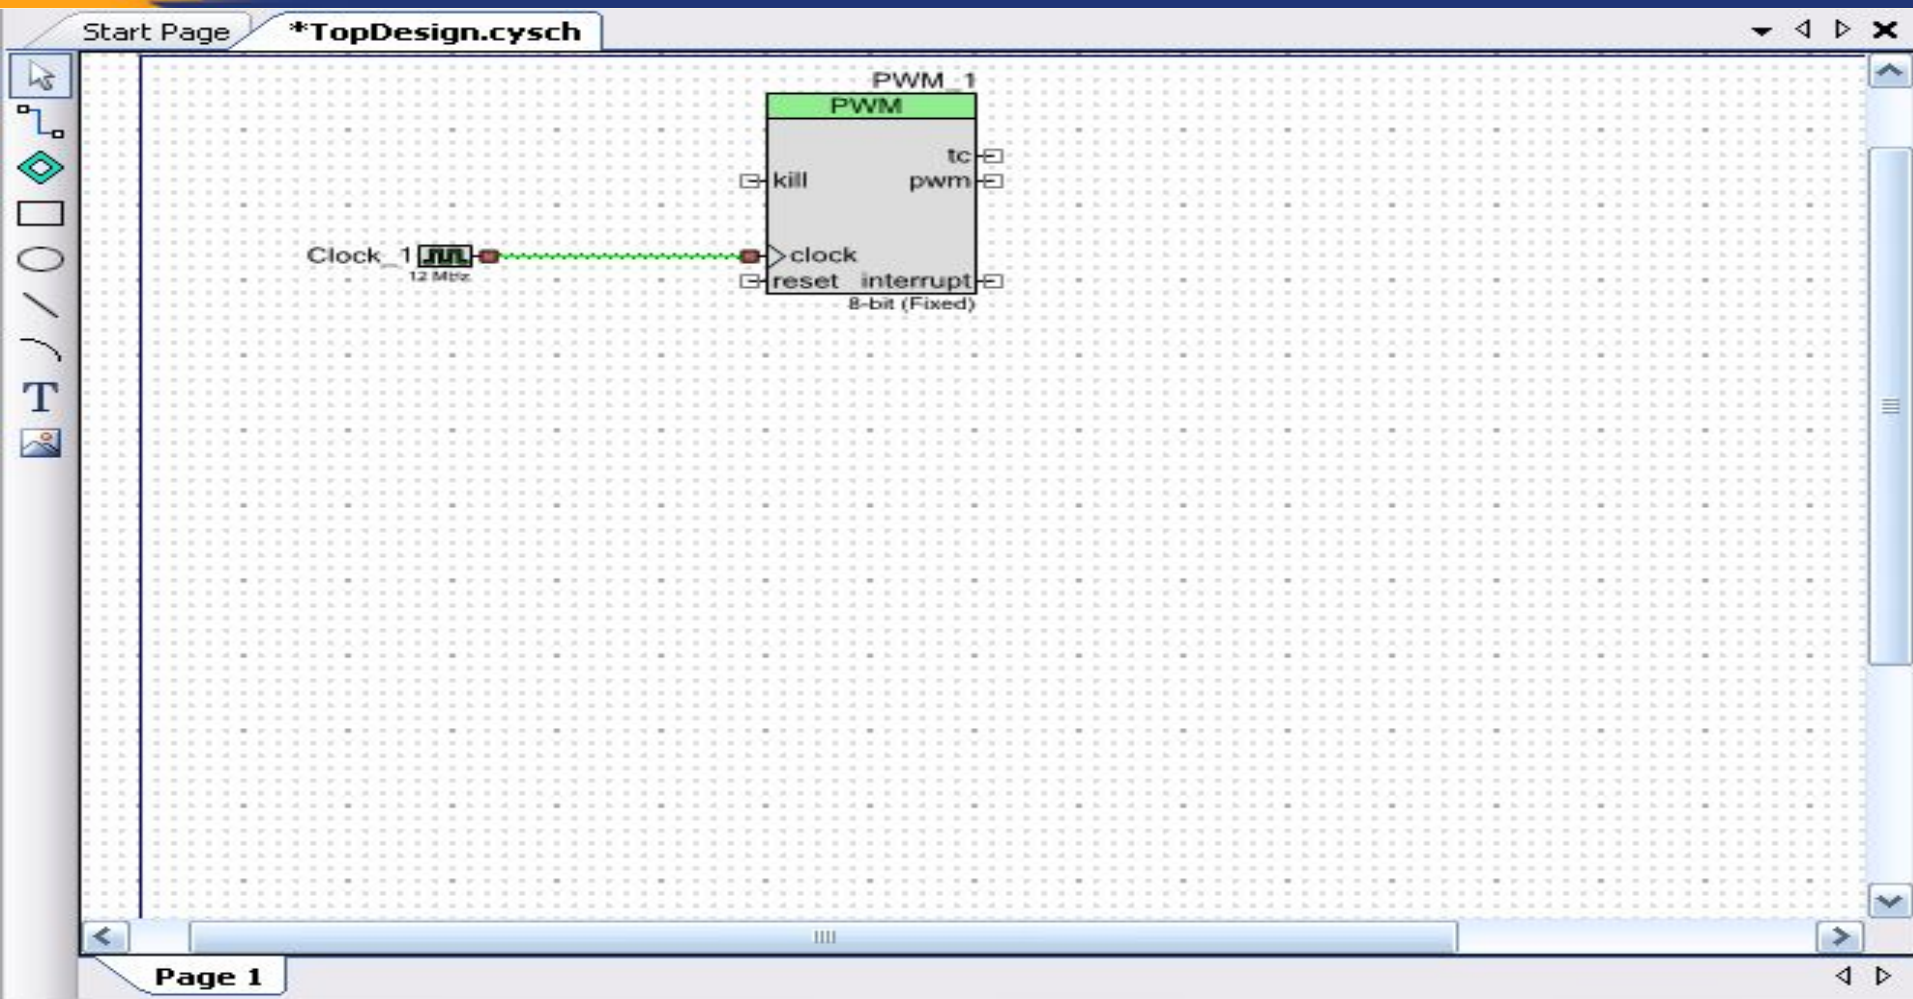 Start Page
*TopDesign.cysch
PWM_1
PWM
tc
kill
pwm
Clock_1
12 MHz
clock
reset
interrupt
8-bit (Fixed)
T
Page 1